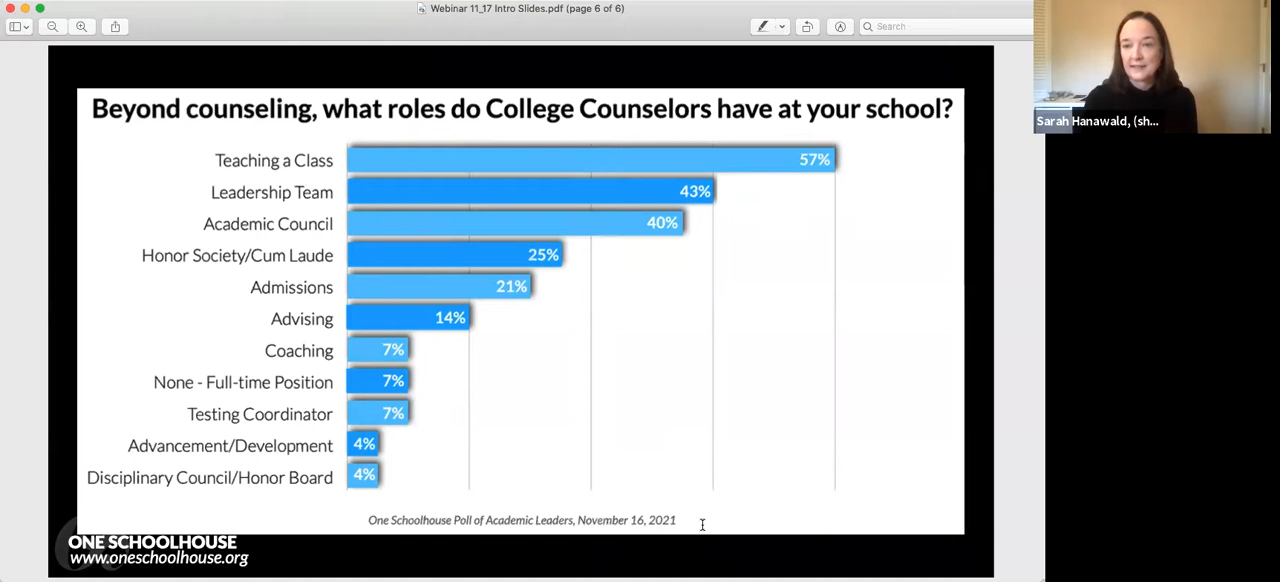 Webinar 11_17 Intro Slides.pdf (page 6 of 6)
Search
Sarah Hanawald, (sh...
Beyond counseling, what roles do College Counselors have at your school?
Teaching a Class 57%
Leadership Team 43%
Academic Council 40%
Honor Society/Cum Laude 25%
Admissions 21%
Advising 14%
Coaching 7%
None - Full-time Position 7%
Testing Coordinator 7%
Advancement/Development 4%
Disciplinary Council/Honor Board 4%
One Schoolhouse Poll of Academic Leaders, November 16, 2021
ONE SCHOOLHOUSE
www.oneschoolhouse.org